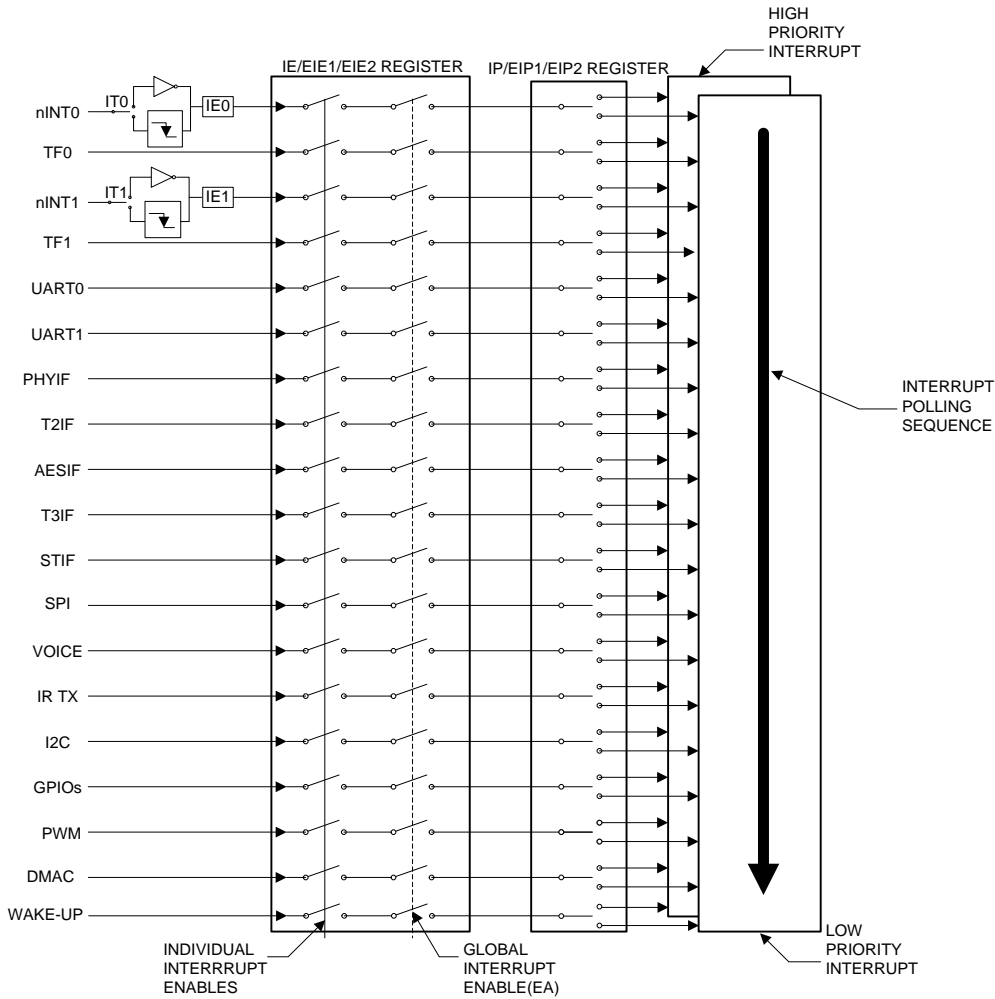 HIGH
PRIORITY
INTERRUPT
IE/EIE1/EIE2 REGISTER
IP/EIP1/EIP2 REGISTER
nINT0
IT0
IE0
TF0
nINT1
IT1
IE1
TF1
UART0
UART1
PHYIF
T2IF
AESIF
T3IF
STIF
SPI
VOICE
IR TX
I2C
GPIOs
PWM
DMAC
WAKE-UP
INTERRUPT
POLLING
SEQUENCE
INDIVIDUAL
INTERRRUPT
ENABLES
GLOBAL
INTERRUPT
ENABLE(EA)
LOW
PRIORITY
INTERRUPT